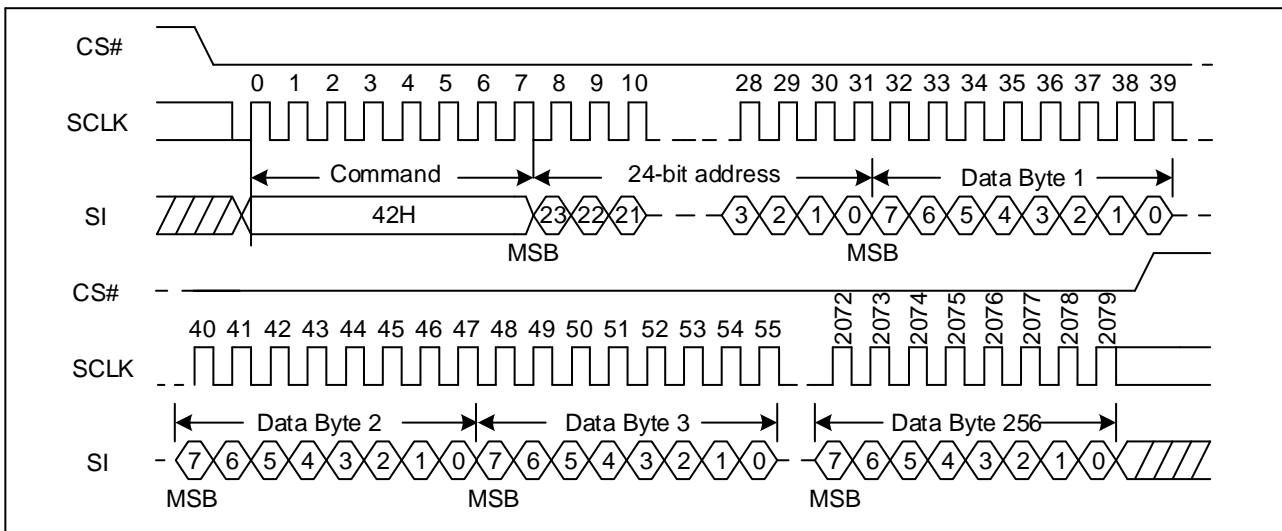 CS#
0 1 2 3 4 5 6 7 8 9 10 28 29 30 31 32 33 34 35 36 37 38 39
SCLK
Command 24-bit address Data Byte 1
SI 42H 23 22 21 3 2 1 0 7 6 5 4 3 2 1 0
MSB MSB
CS#
40 41 42 43 44 45 46 47 48 49 50 51 52 53 54 55 2072 2073 2074 2075 2076 2077 2078 2079
SCLK
Data Byte 2 Data Byte 3 Data Byte 256
SI 7 6 5 4 3 2 1 0 7 6 5 4 3 2 1 0 7 6 5 4 3 2 1 0
MSB MSB MSB